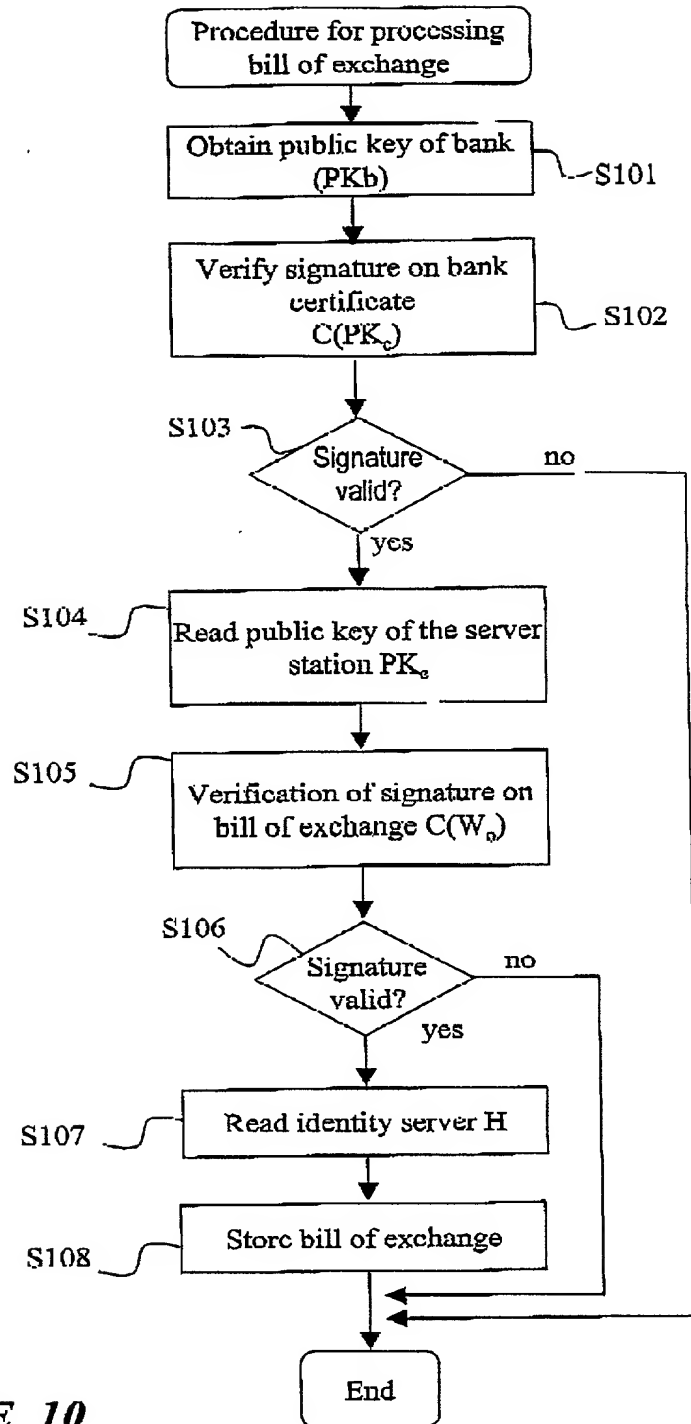 Procedure for processing
bill of exchange
Obtain public key of bank
(PKb)
S101
Verify signature on bank
certificate
C(PKc)
S102
S103
Signature
valid?
no
yes
S104
Read public key of the server
station PKc
S105
Verification of signature on
bill of exchange C(Wn)
S106
Signature
valid?
no
yes
S107
Read identity server H
S108
Store bill of exchange
End
10